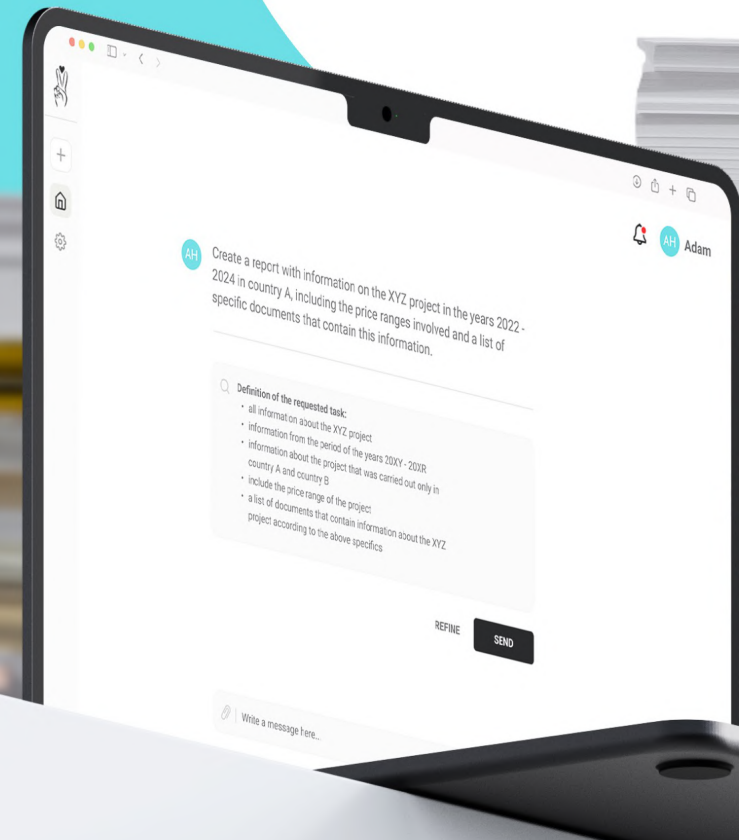 AH
Adam
AH
Create a report with information on the XYZ project in the years 2022 -
2024 in country A, including the price ranges involved and a list of
specific documents that contain this information.
Definition of the requested task:
• all information about the XYZ project
• information from the period of the years 20XY - 20XR
• information about the project that was carried out only in
country A and country B
• include the price range of the project
• a list of documents that contain information about the XYZ
project according to the above specifics
REFINE
SEND
Write a message here..